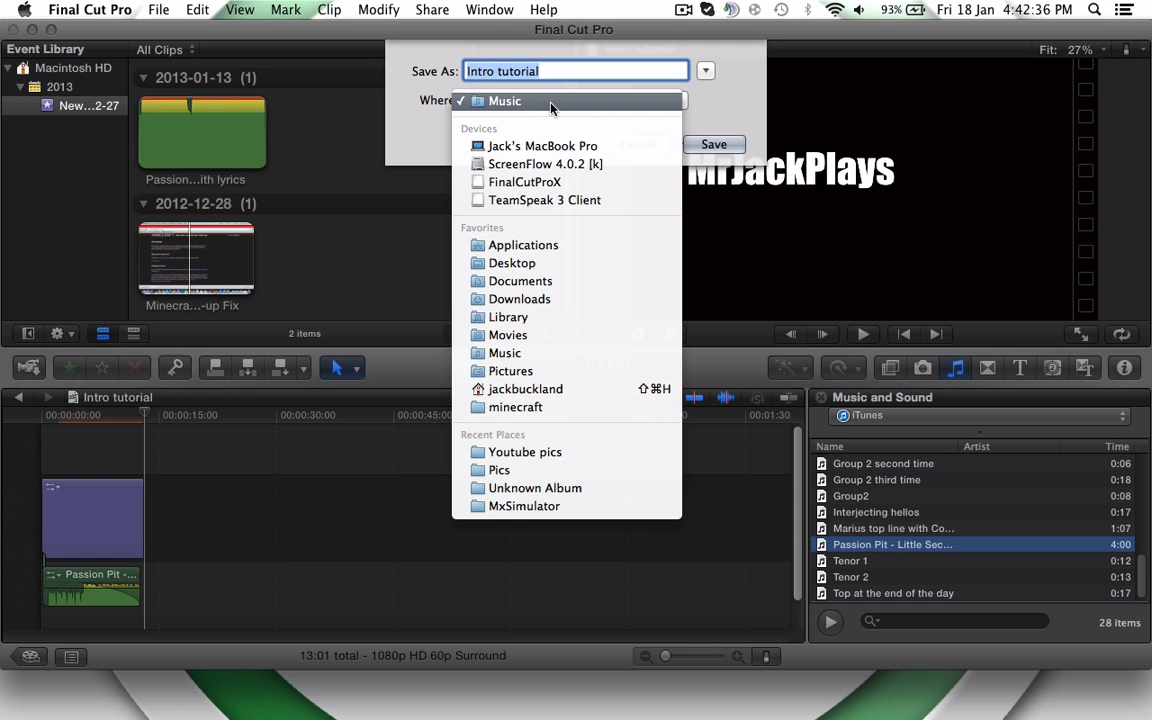 Final Cut Pro File Edit View Mark Clip Modify Share Window Help 93% Fri 18 Jan 4:42:36 PM
Final Cut Pro
Event Library
All Clips
Fit: 27%
Macintosh HD
2013
New...2-27
2013-01-13 (1)
Passion...ith lyrics
2012-12-28 (1)
Minecra...-up Fix
2 items
Save As: Intro tutorial
Where
Music
Save
Devices
Jack's MacBook Pro
ScreenFlow 4.0.2 [k]
FinalCutProX
TeamSpeak 3 Client
Favorites
Applications
Desktop
Documents
Downloads
Library
Movies
Music
Pictures
jackbuckland ⇧⌘H
minecraft
Recent Places
Youtube pics
Pics
Unknown Album
MxSimulator
MrJackPlays
Intro tutorial
00:00:00:00 00:00:15:00 00:00:30:00 00:00:45:00 00:01:30
Passion Pit -...
13:01 total - 1080p HD 60p Surround
Music and Sound
iTunes
Name Artist Time
Group 2 second time 0:06
Group 2 third time 0:18
Group2 0:08
Interjecting hellos 0:17
Marius top line with Co... 1:07
Passion Pit - Little Sec... 4:00
Tenor 1 0:12
Tenor 2 0:13
Top at the end of the day 0:17
28 items